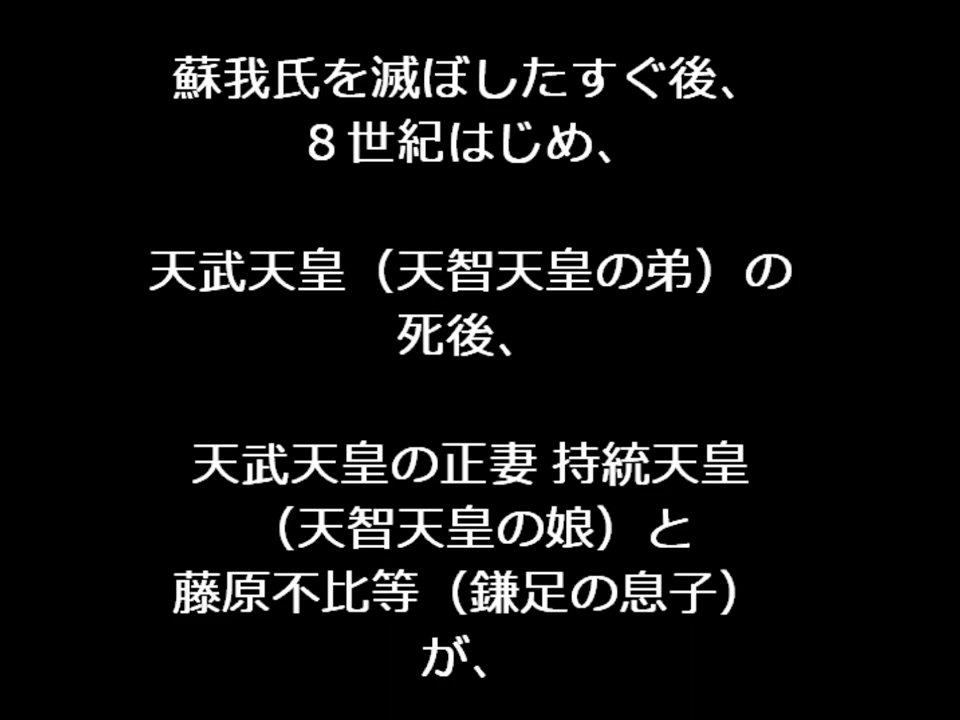 蘇我氏を滅ぼしたすぐ後、
８世紀はじめ、
天武天皇（天智天皇の弟）の
死後、
天武天皇の正妻 持統天皇
（天智天皇の娘）と
藤原不比等（鎌足の息子）
が、